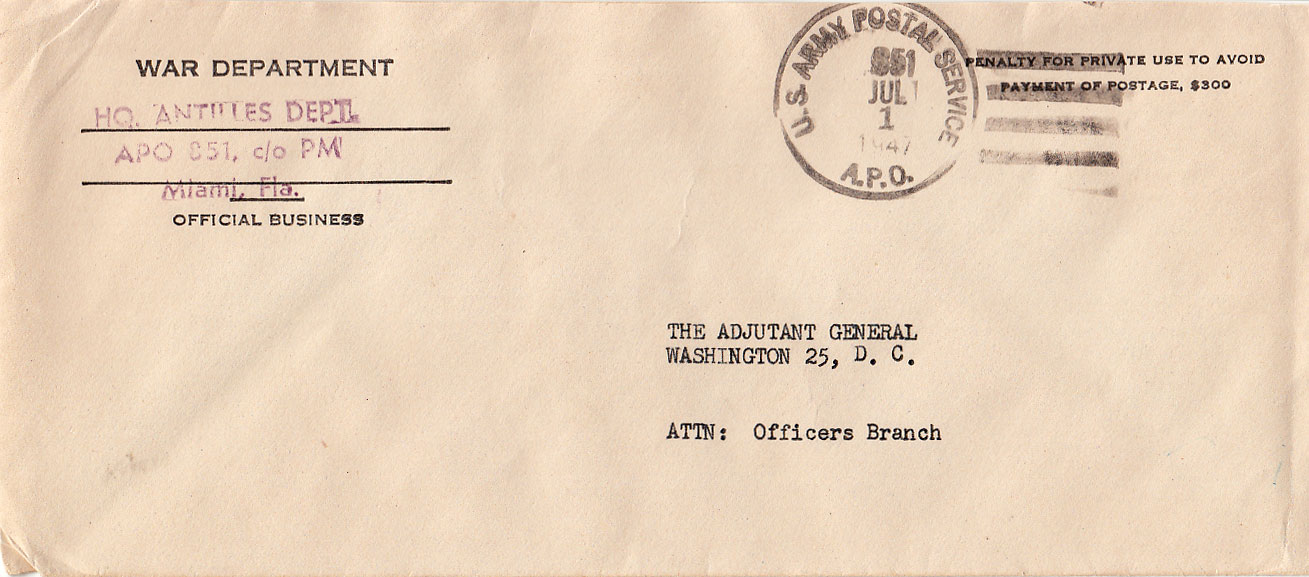 WAR DEPARTMENT
HQ. ANTILLES DEPT.
APO 851, c/o PM
Miami, Fla.
OFFICIAL BUSINESS
U.S. ARMY POSTAL SERVICE
851
JUL
1
1947
A.P.O.
PENALTY FOR PRIVATE USE TO AVOID
PAYMENT OF POSTAGE, $300
THE ADJUTANT GENERAL
WASHINGTON 25, D. C.
ATTN: Officers Branch